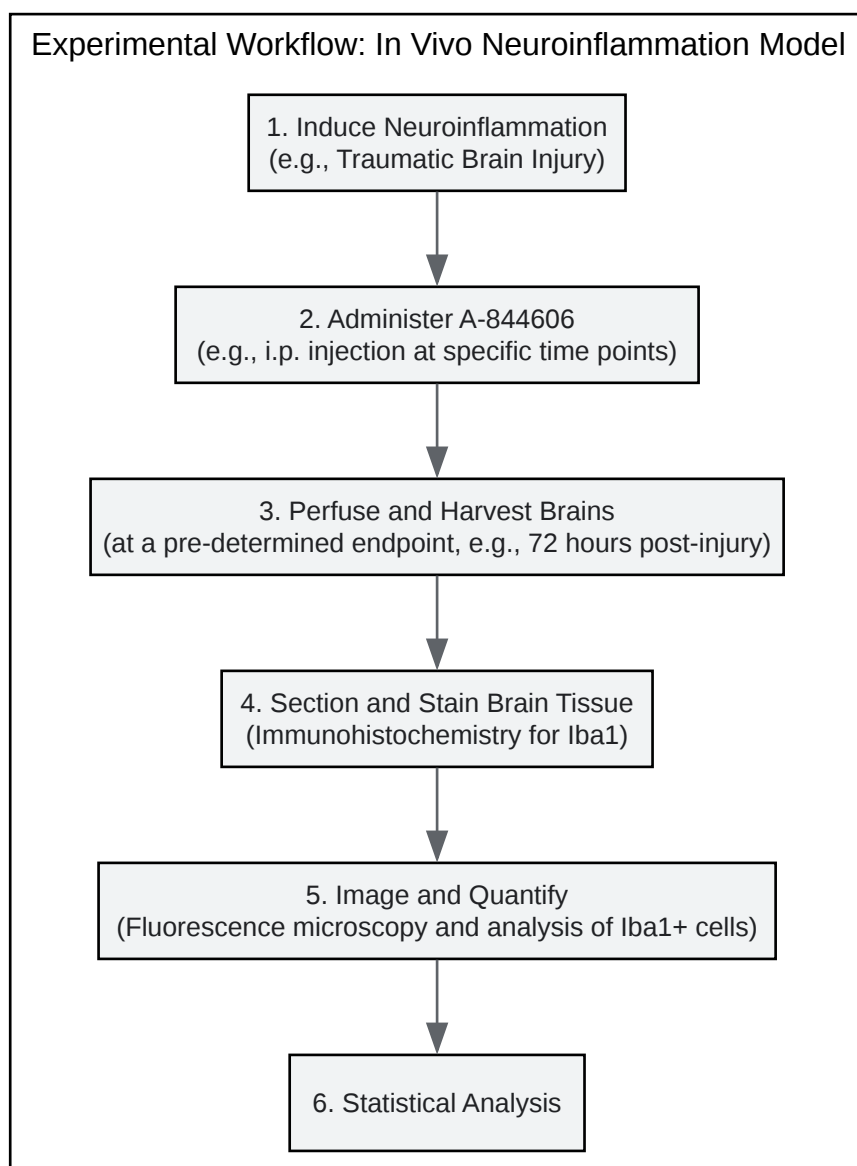 Experimental Workflow: In Vivo Neuroinflammation Model
1. Induce Neuroinflammation
(e.g., Traumatic Brain Injury)
2. Administer A-844606
(e.g., i.p. injection at specific time points)
3. Perfuse and Harvest Brains
(at a pre-determined endpoint, e.g., 72 hours post-injury)
4. Section and Stain Brain Tissue
(Immunohistochemistry for Iba1)
5. Image and Quantify
(Fluorescence microscopy and analysis of Iba1+ cells)
6. Statistical Analysis